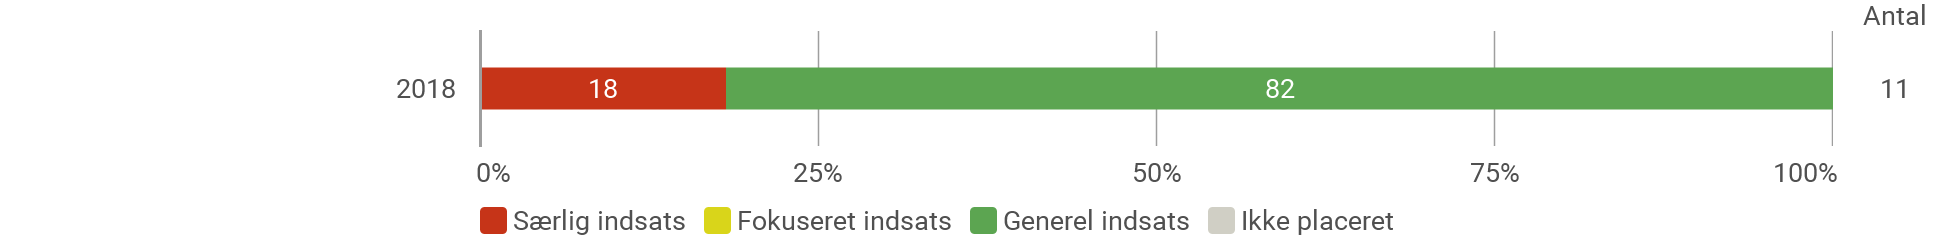 Antal
2018 18 82 11
0% 25% 50% 75% 100%
Særlig indsats Fokuseret indsats Generel indsats Ikke placeret